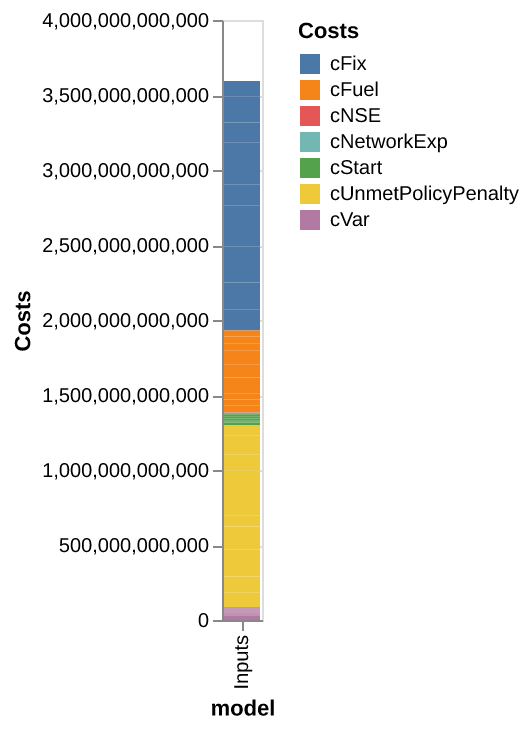 4,000,000,000,000
3,500,000,000,000
3,000,000,000,000
2,500,000,000,000
2,000,000,000,000
1,500,000,000,000
1,000,000,000,000
500,000,000,000
0
Costs
Inputs
model
Costs
cFix
cFuel
cNSE
cNetworkExp
cStart
cUnmetPolicyPenalty
cVar